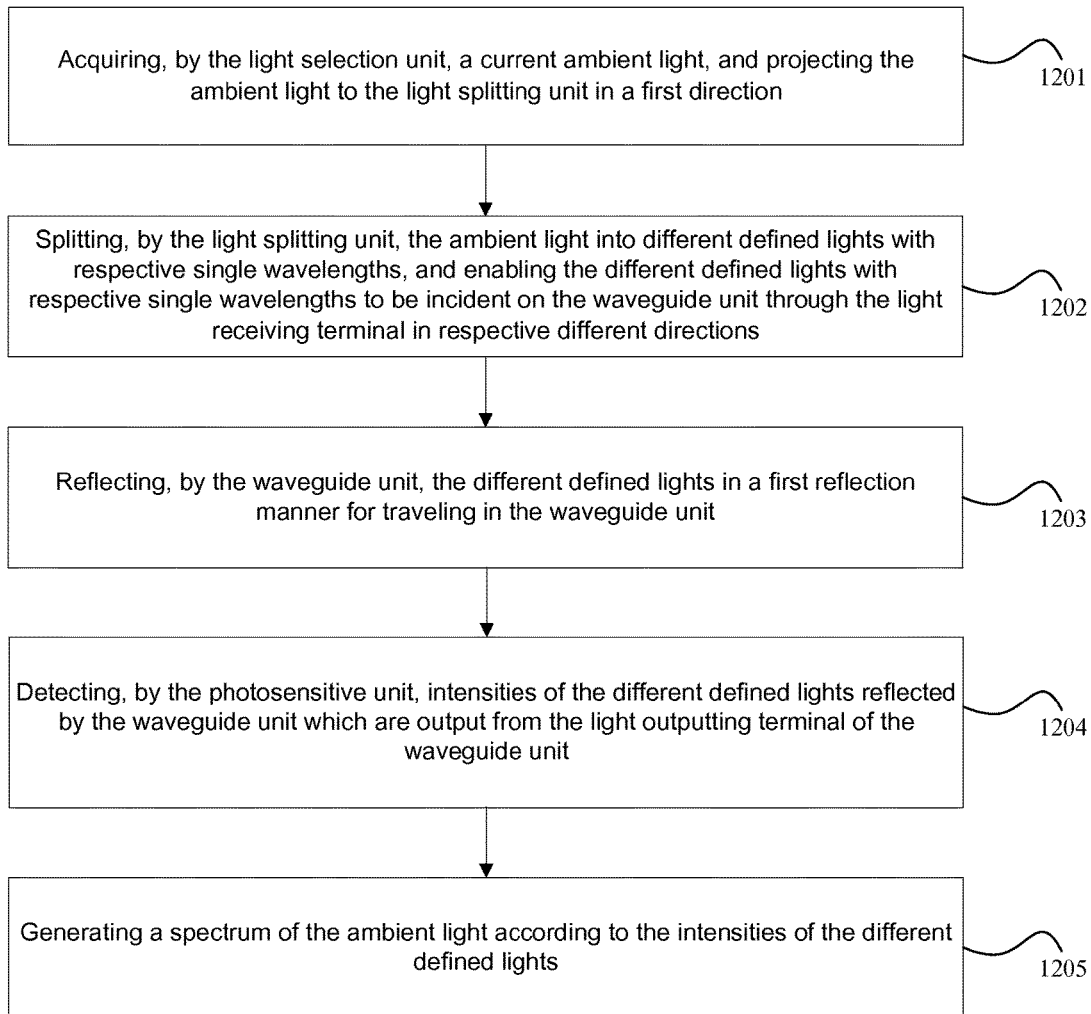 Acquiring, by the light selection unit, a current ambient light, and projecting the
ambient light to the light splitting unit in a first direction
1201
Splitting, by the light splitting unit, the ambient light into different defined lights with
respective single wavelengths, and enabling the different defined lights with
respective single wavelengths to be incident on the waveguide unit through the light
receiving terminal in respective different directions
1202
Reflecting, by the waveguide unit, the different defined lights in a first reflection
manner for traveling in the waveguide unit
1203
Detecting, by the photosensitive unit, intensities of the different defined lights reflected
by the waveguide unit which are output from the light outputting terminal of the
waveguide unit
1204
Generating a spectrum of the ambient light according to the intensities of the different
defined lights
1205